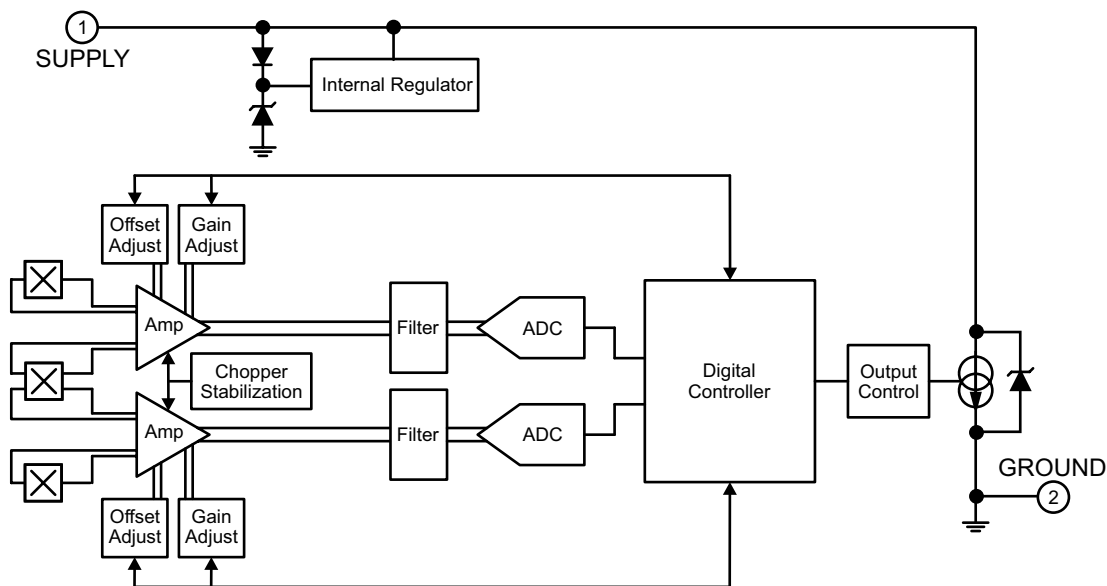 1
SUPPLY
Internal Regulator
Offset
Adjust
Gain
Adjust
Amp
Filter
ADC
Chopper
Stabilization
Digital
Controller
Output
Control
Amp
Filter
ADC
GROUND
2
Offset
Adjust
Gain
Adjust